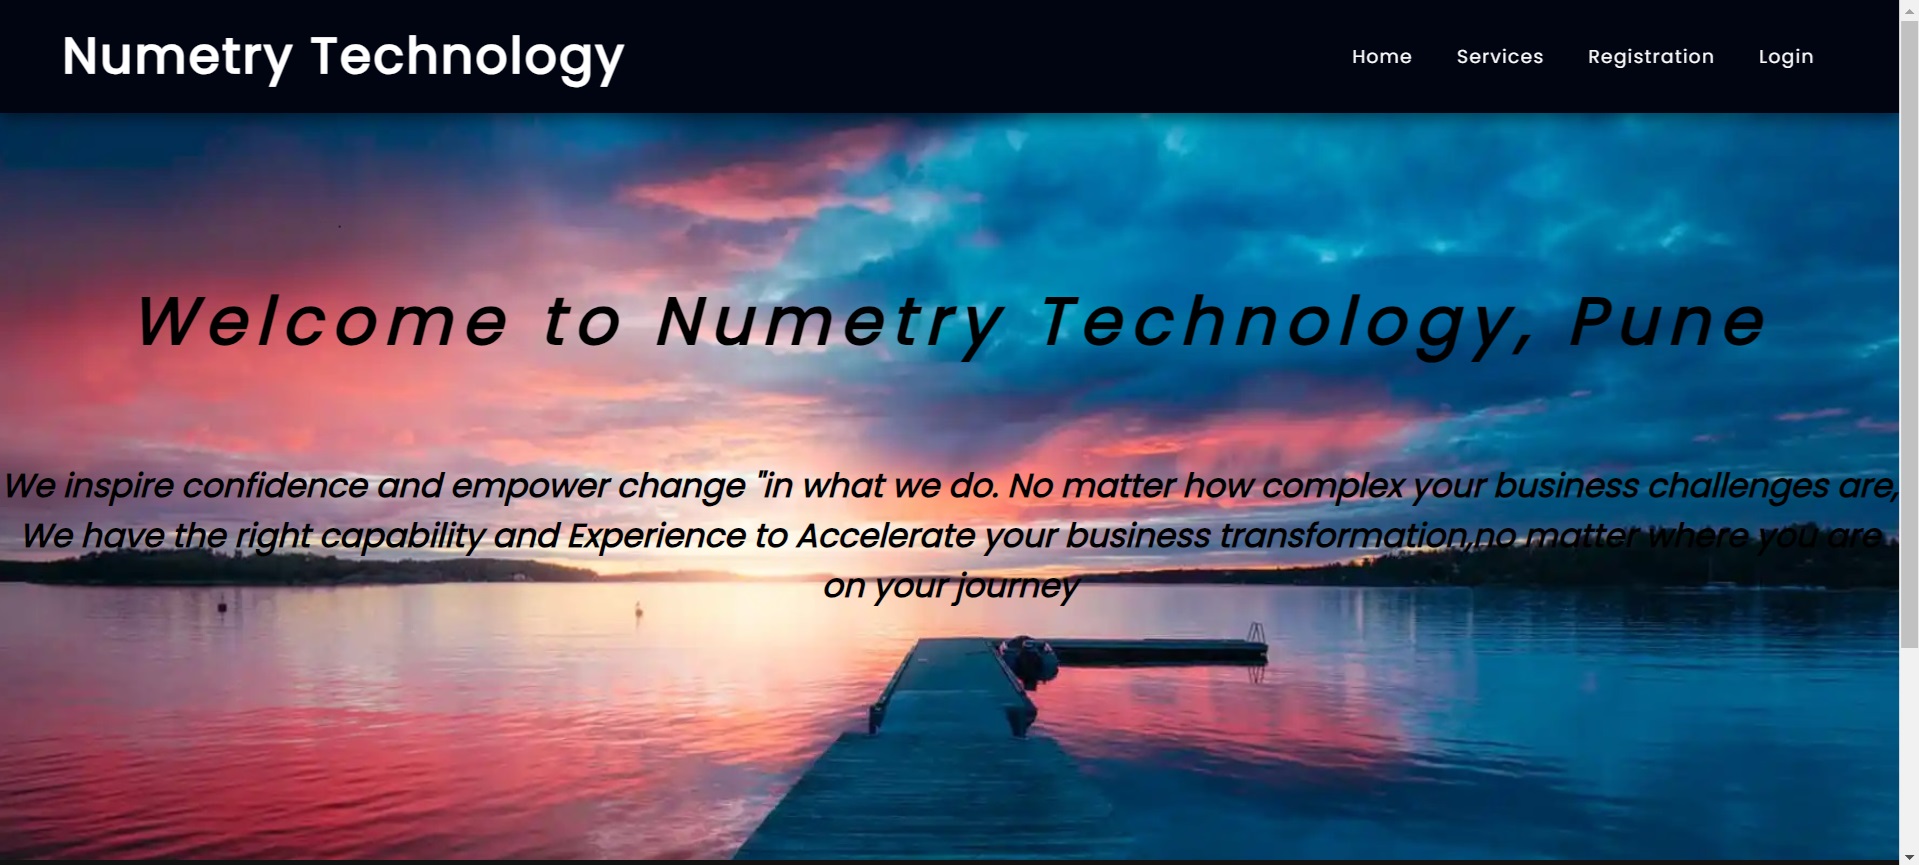 Numetry Technology
Home Services Registration Login
Welcome to Numetry Technology, Pune
We inspire confidence and empower change "in what we do. No matter how complex your business challenges are,
We have the right capability and Experience to Accelerate your business transformation,no matter where you are
on your journey